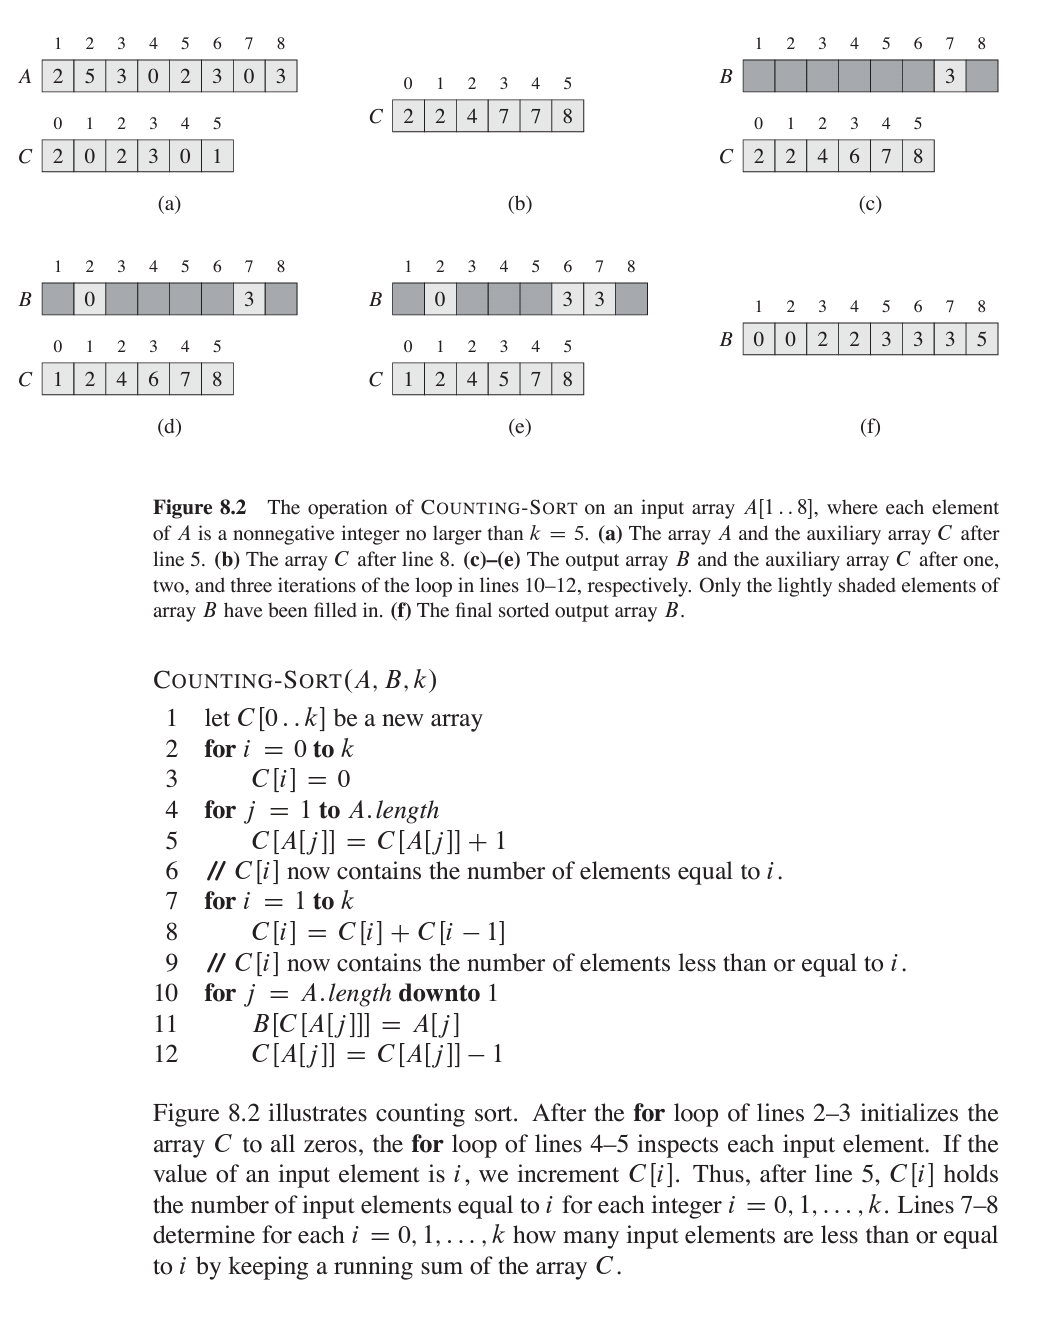 1 2 3 4 5 6 7 8
A 2 5 3 0 2 3 0 3
0 1 2 3 4 5
C 2 0 2 3 0 1
(a)
0 1 2 3 4 5
C 2 2 4 7 7 8
(b)
1 2 3 4 5 6 7 8
B 3
0 1 2 3 4 5
C 2 2 4 6 7 8
(c)
1 2 3 4 5 6 7 8
B 0 3
0 1 2 3 4 5
C 1 2 4 6 7 8
(d)
1 2 3 4 5 6 7 8
B 0 3 3
0 1 2 3 4 5
C 1 2 4 5 7 8
(e)
1 2 3 4 5 6 7 8
B 0 0 2 2 3 3 3 5
(f)
Figure 8.2 The operation of COUNTING-SORT on an input array A[1 . . 8], where each element
of A is a nonnegative integer no larger than k = 5. (a) The array A and the auxiliary array C after
line 5. (b) The array C after line 8. (c)–(e) The output array B and the auxiliary array C after one,
two, and three iterations of the loop in lines 10–12, respectively. Only the lightly shaded elements of
array B have been filled in. (f) The final sorted output array B.
COUNTING-SORT(A, B, k)
1 let C[0 . . k] be a new array
2 for i = 0 to k
3 C[i] = 0
4 for j = 1 to A.length
5 C[A[j]] = C[A[j]] + 1
6 // C[i] now contains the number of elements equal to i.
7 for i = 1 to k
8 C[i] = C[i] + C[i − 1]
9 // C[i] now contains the number of elements less than or equal to i.
10 for j = A.length downto 1
11 B[C[A[j]]] = A[j]
12 C[A[j]] = C[A[j]] − 1
Figure 8.2 illustrates counting sort. After the for loop of lines 2–3 initializes the
array C to all zeros, the for loop of lines 4–5 inspects each input element. If the
value of an input element is i, we increment C[i]. Thus, after line 5, C[i] holds
the number of input elements equal to i for each integer i = 0, 1, . . . , k. Lines 7–8
determine for each i = 0, 1, . . . , k how many input elements are less than or equal
to i by keeping a running sum of the array C.